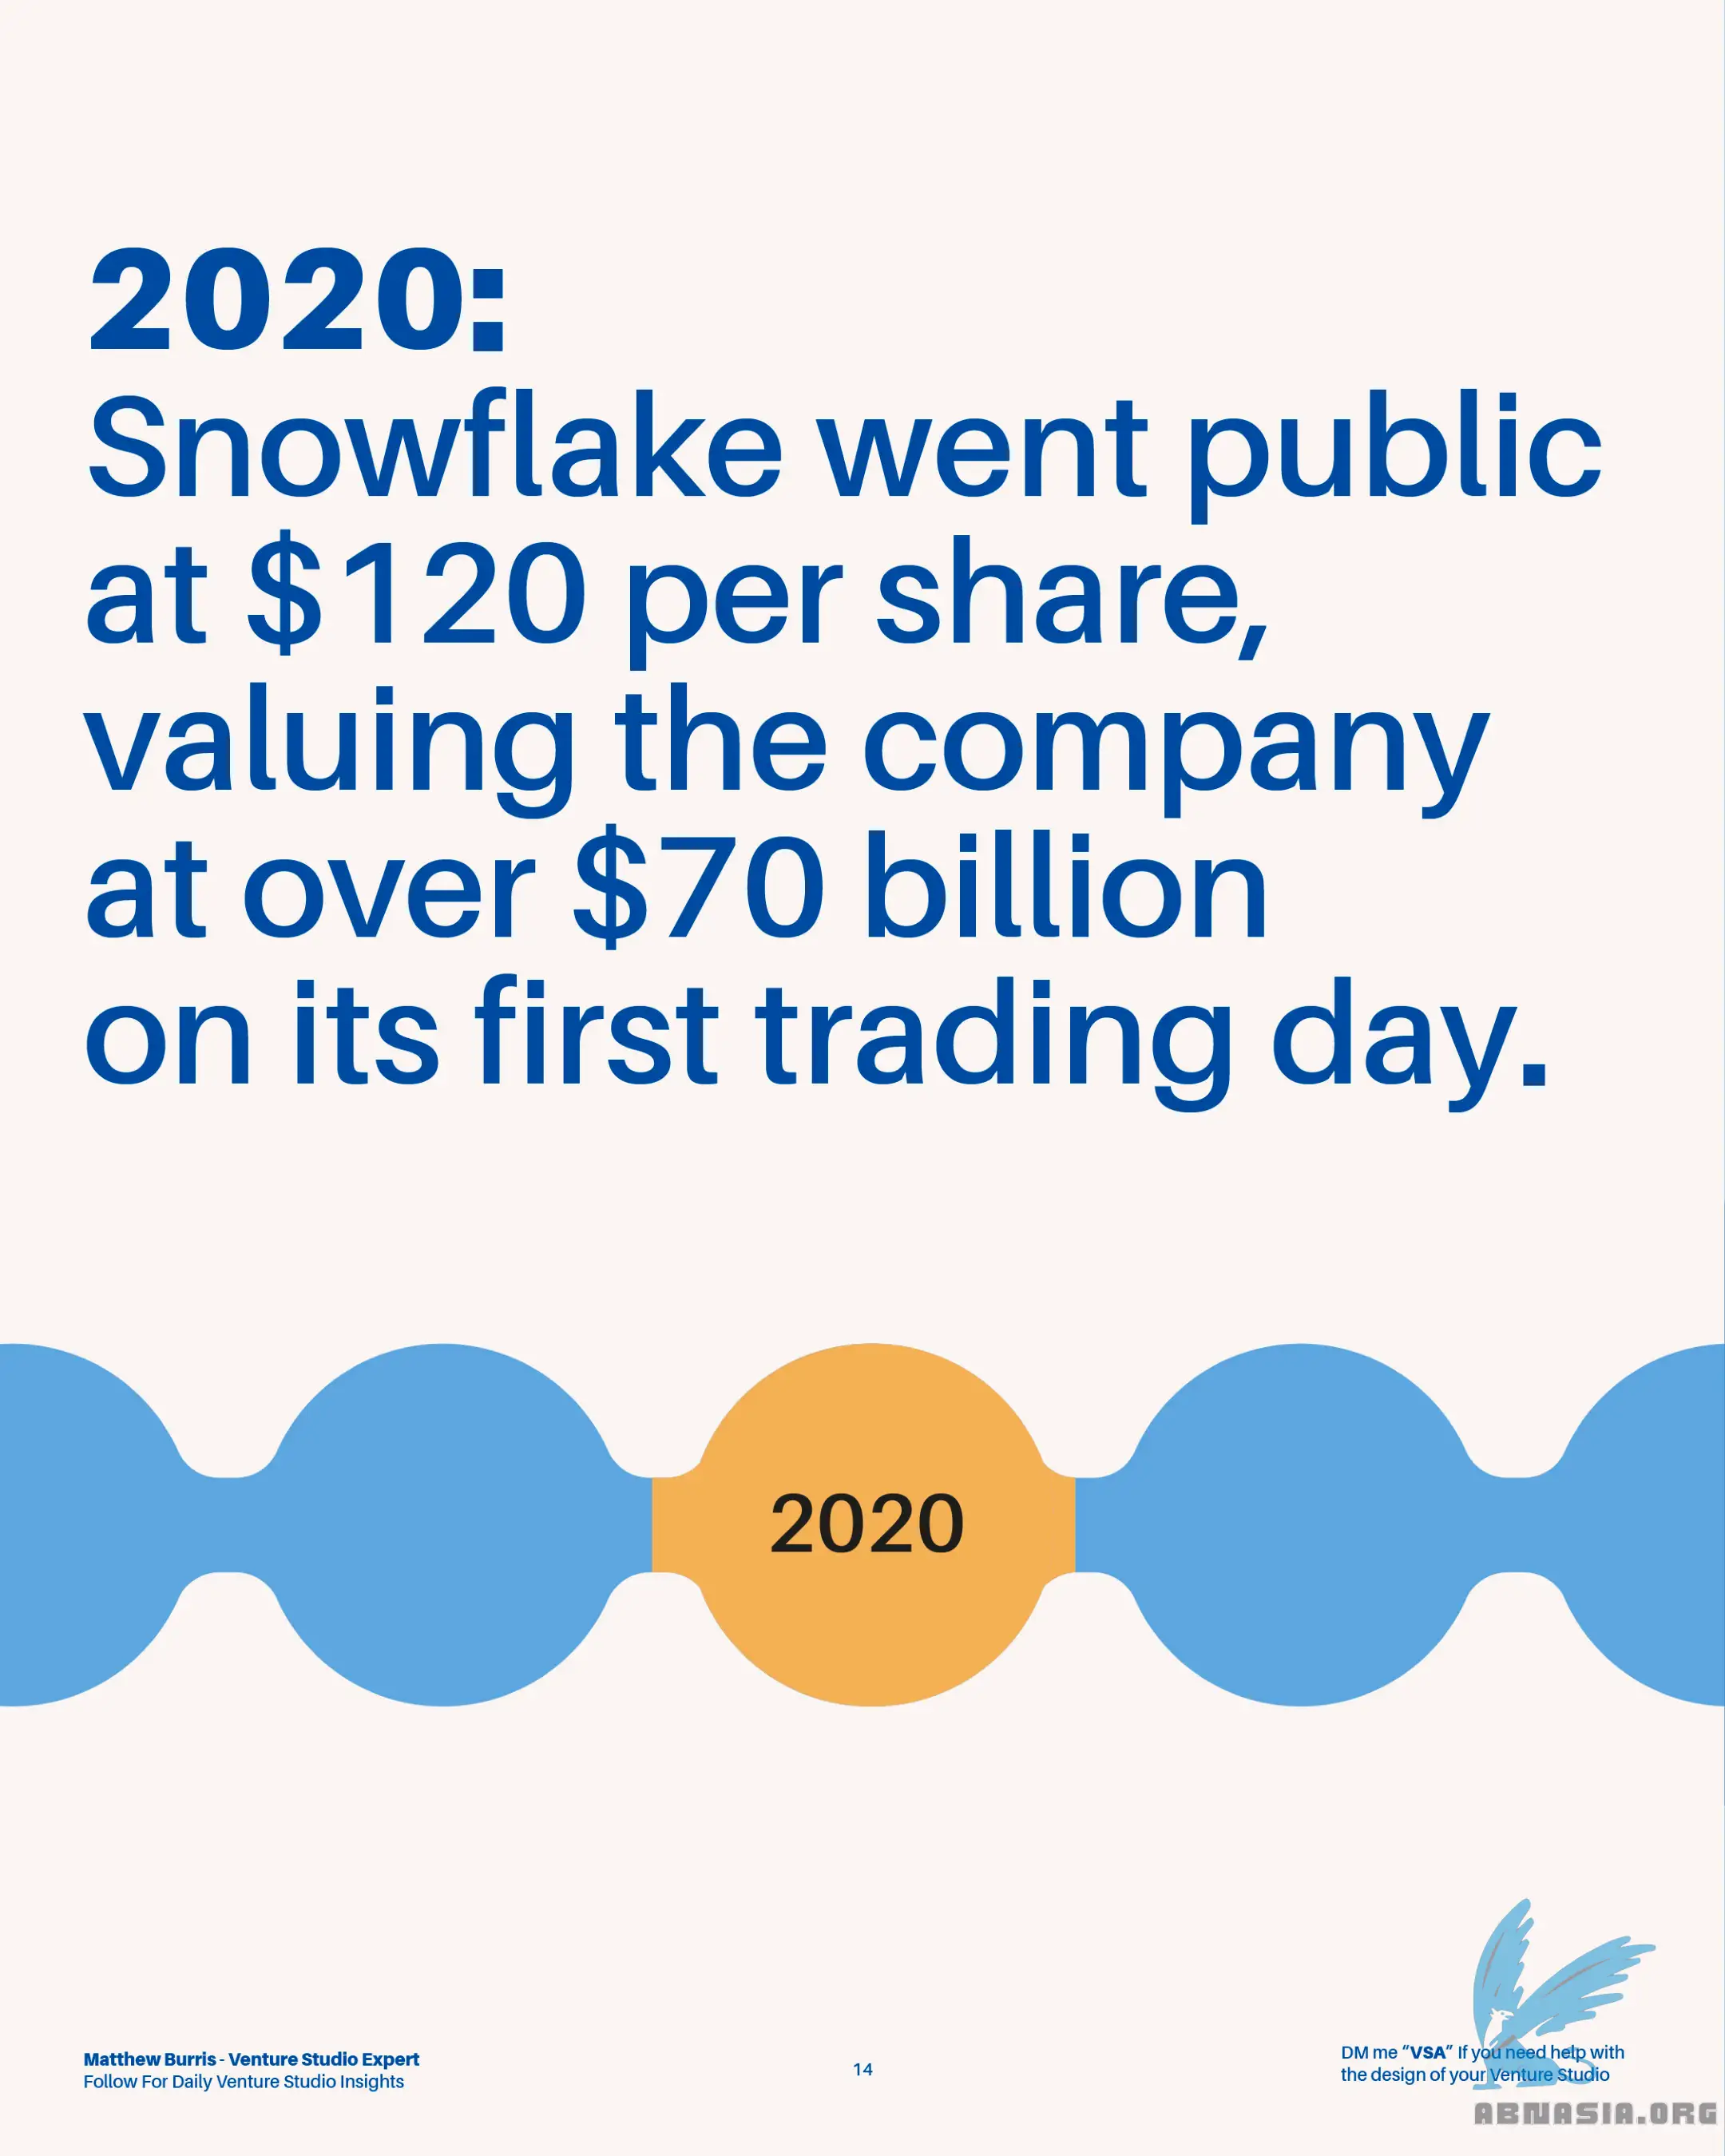 2020:
Snowflake went public
at $120 per share,
valuing the company
at over $70 billion
on its first trading day.
2020
Matthew Burris - Venture Studio Expert
Follow For Daily Venture Studio Insights
14
DM me “VSA” If you need help with
the design of your Venture Studio
ABNASIA.ORG